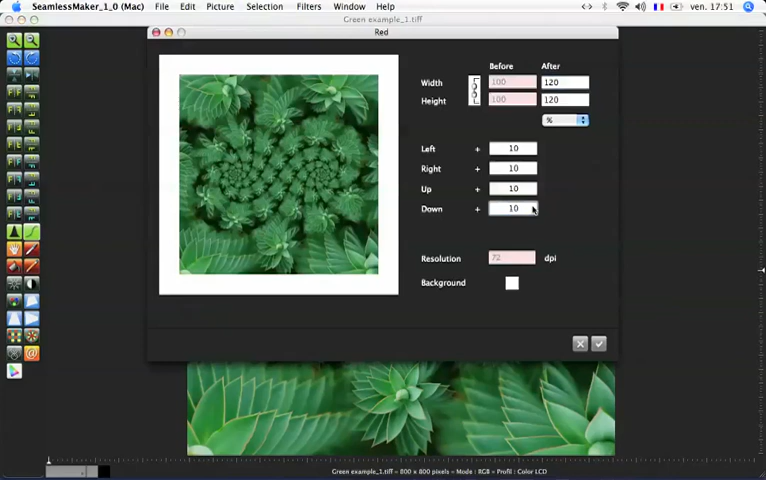 SeamlessMaker_1_0 (Mac) File Edit Picture Selection Filters Window Help ven. 17:51
Green example_1.tiff
Red
Before After
Width 100 120
Height 100 120
%
Left + 10
Right + 10
Up + 10
Down + 10
Resolution 72 dpi
Background
Green example_1.tiff = 800 x 800 pixels = Mode : RGB = Profil : Color LCD